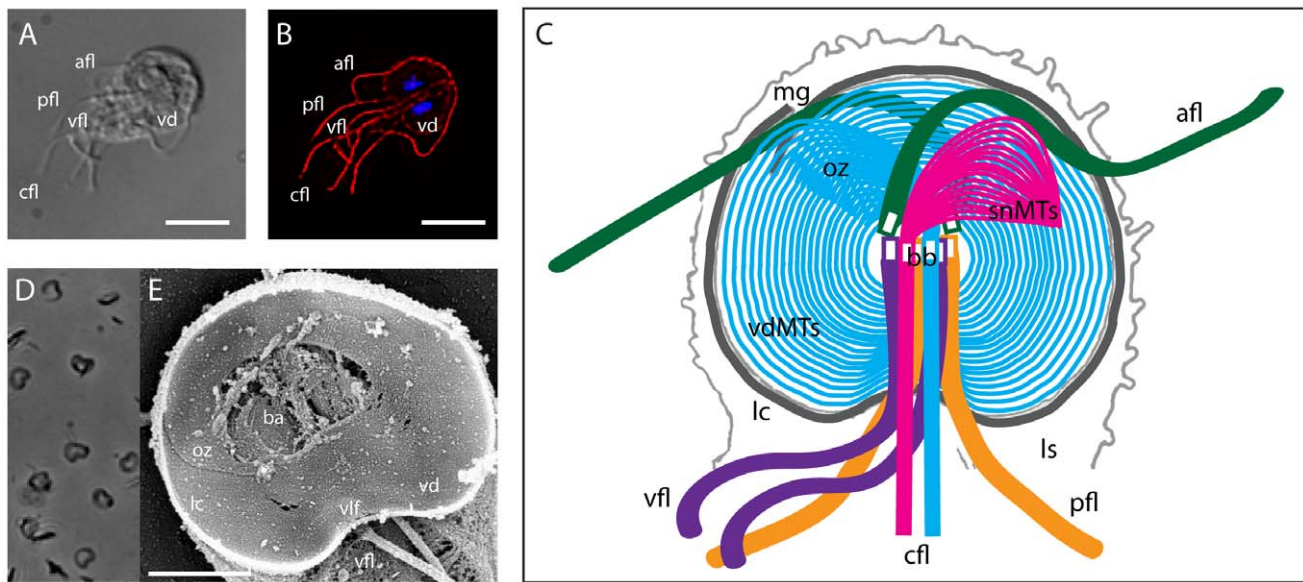 A
afl
pfl
vfl
vd
cfl
B
afl
pfl
vfl
vd
cfl
C
mg
afl
oz
snMTs
bb
vdMTs
lc
ls
vfl
pfl
cfl
D
E
ba
oz
lc
vd
vlf
vfl